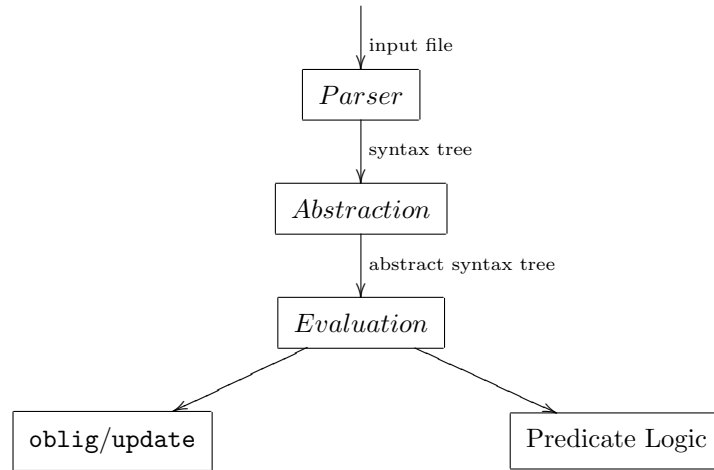 input file
Parser
syntax tree
Abstraction
abstract syntax tree
Evaluation
oblig/update
Predicate Logic